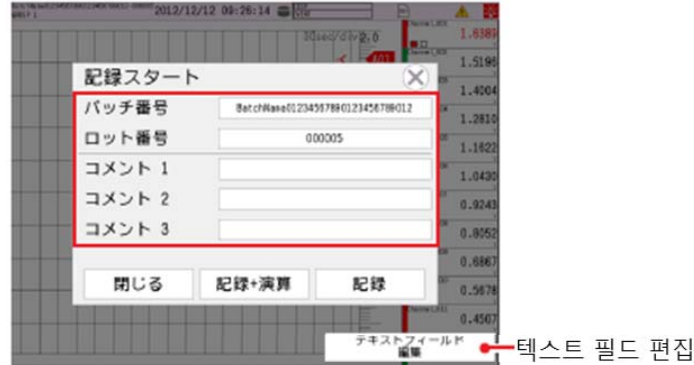 2012/12/12 09:26:14
30sec/div 2.0
1.6389
1.5196
記録スタート
1.4004
バッチ番号 BatchName01234567890123456789012
1.2810
ロット番号 000005
1.1622
コメント 1
1.0430
コメント 2
0.9243
コメント 3
0.8052
0.6867
閉じる 記録+演算 記録
0.5678
0.4507
テキストフィールド
編集
텍스트 필드 편집